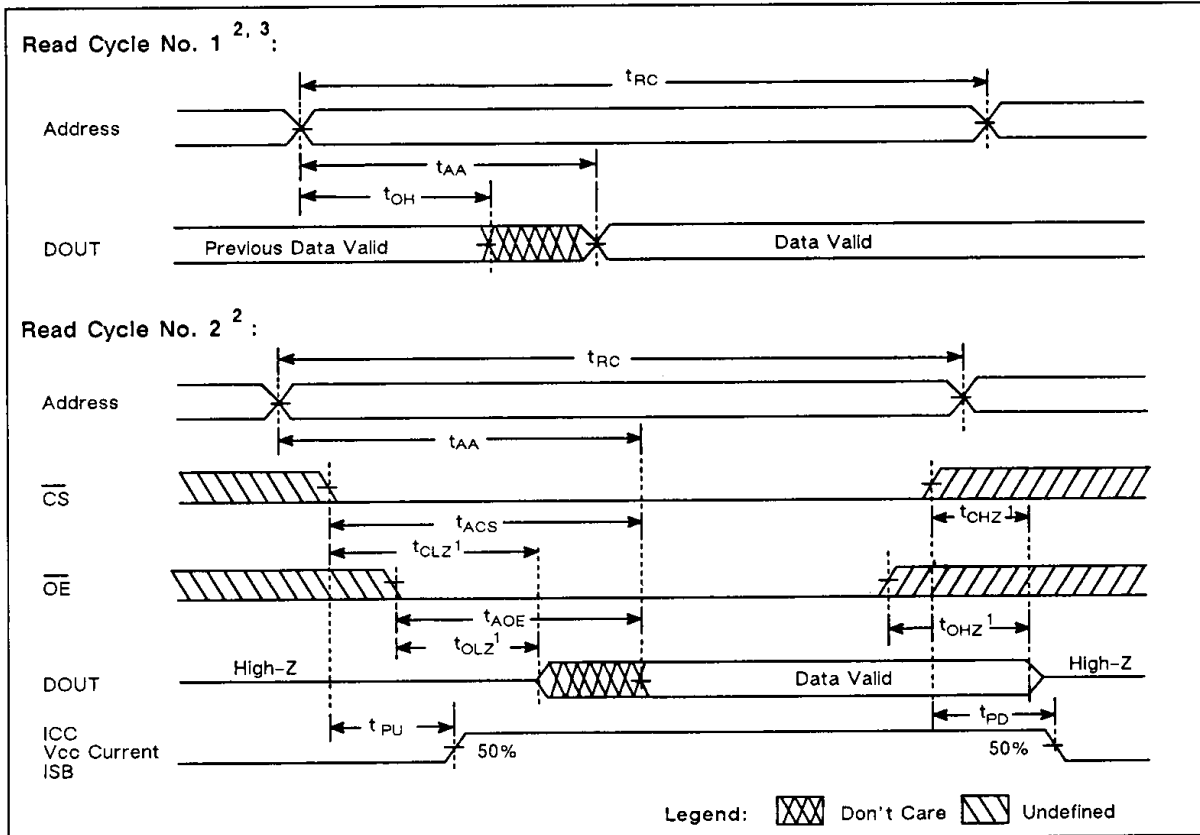 Read Cycle No. 1 2, 3 :
tRC
Address
tAA
tOH
DOUT
Previous Data Valid
Data Valid
Read Cycle No. 2 2 :
tRC
Address
tAA
CS
tACS
tCHZ 1
tCLZ 1
OE
tAOE
tOHZ 1
tOLZ 1
High-Z
High-Z
DOUT
Data Valid
tPU
tPD
ICC
Vcc Current
50%
50%
ISB
Legend: Don't Care Undefined